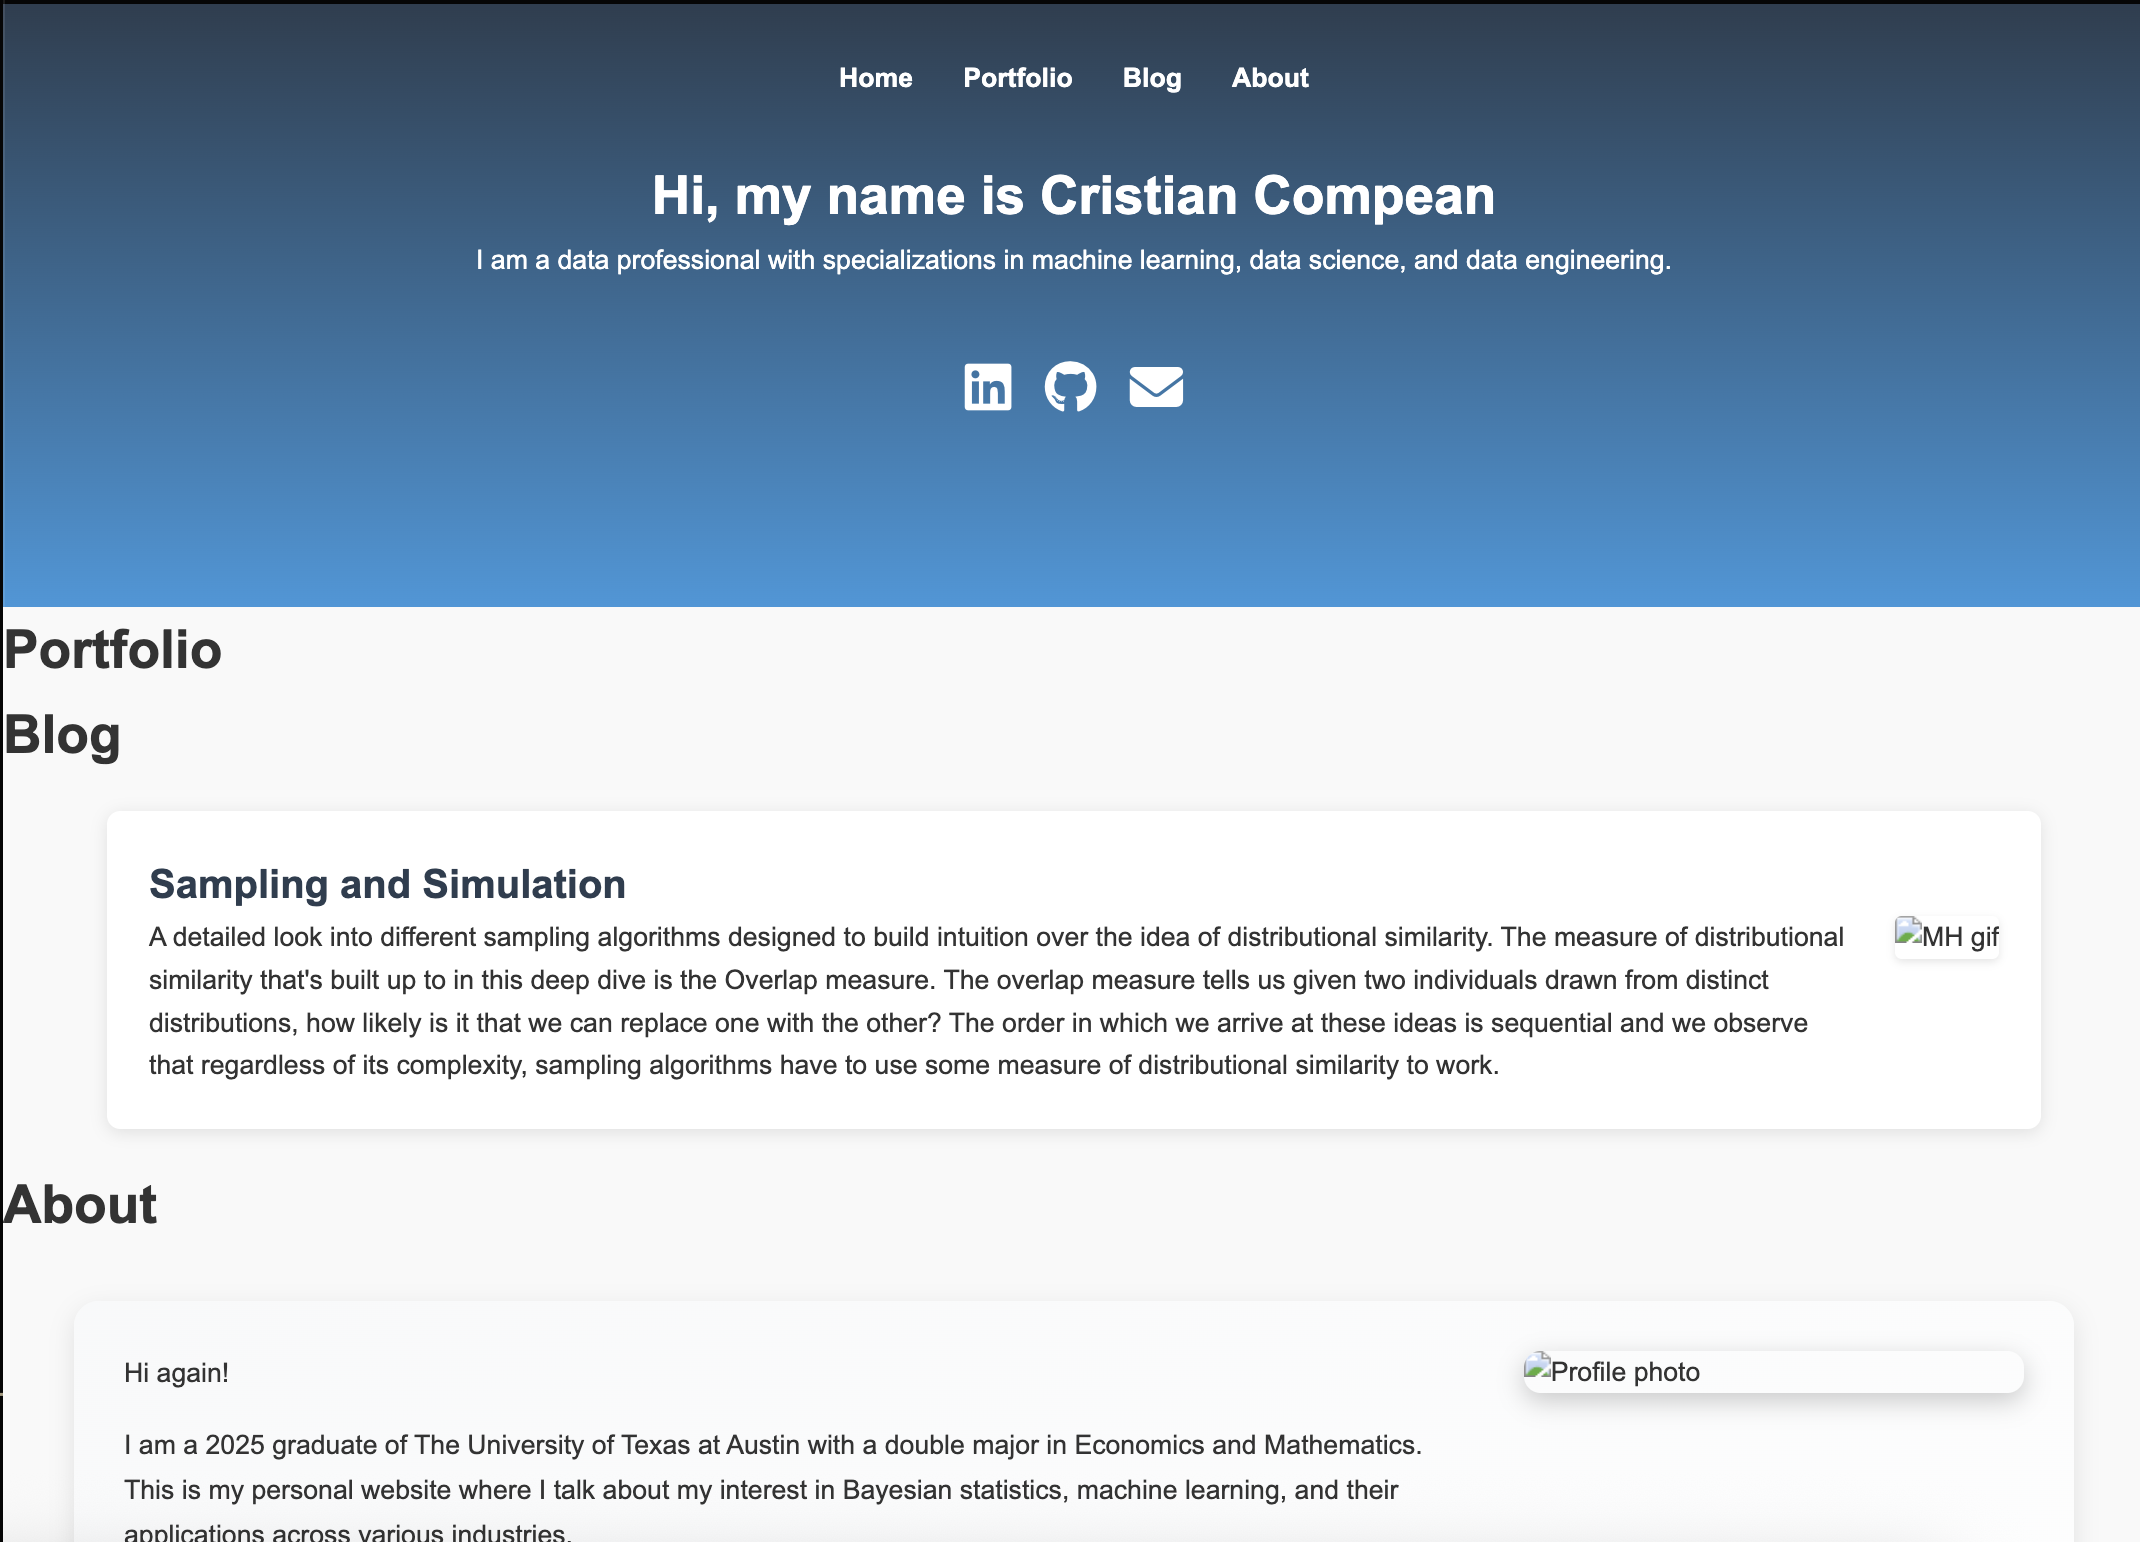 Home Portfolio Blog About
Hi, my name is Cristian Compean
I am a data professional with specializations in machine learning, data science, and data engineering.
in
Portfolio
Blog
Sampling and Simulation
A detailed look into different sampling algorithms designed to build intuition over the idea of distributional similarity. The measure of distributional
similarity that's built up to in this deep dive is the Overlap measure. The overlap measure tells us given two individuals drawn from distinct
distributions, how likely is it that we can replace one with the other? The order in which we arrive at these ideas is sequential and we observe
that regardless of its complexity, sampling algorithms have to use some measure of distributional similarity to work.
MH gif
About
Hi again!
Profile photo
I am a 2025 graduate of The University of Texas at Austin with a double major in Economics and Mathematics.
This is my personal website where I talk about my interest in Bayesian statistics, machine learning, and their
applications across various industries.